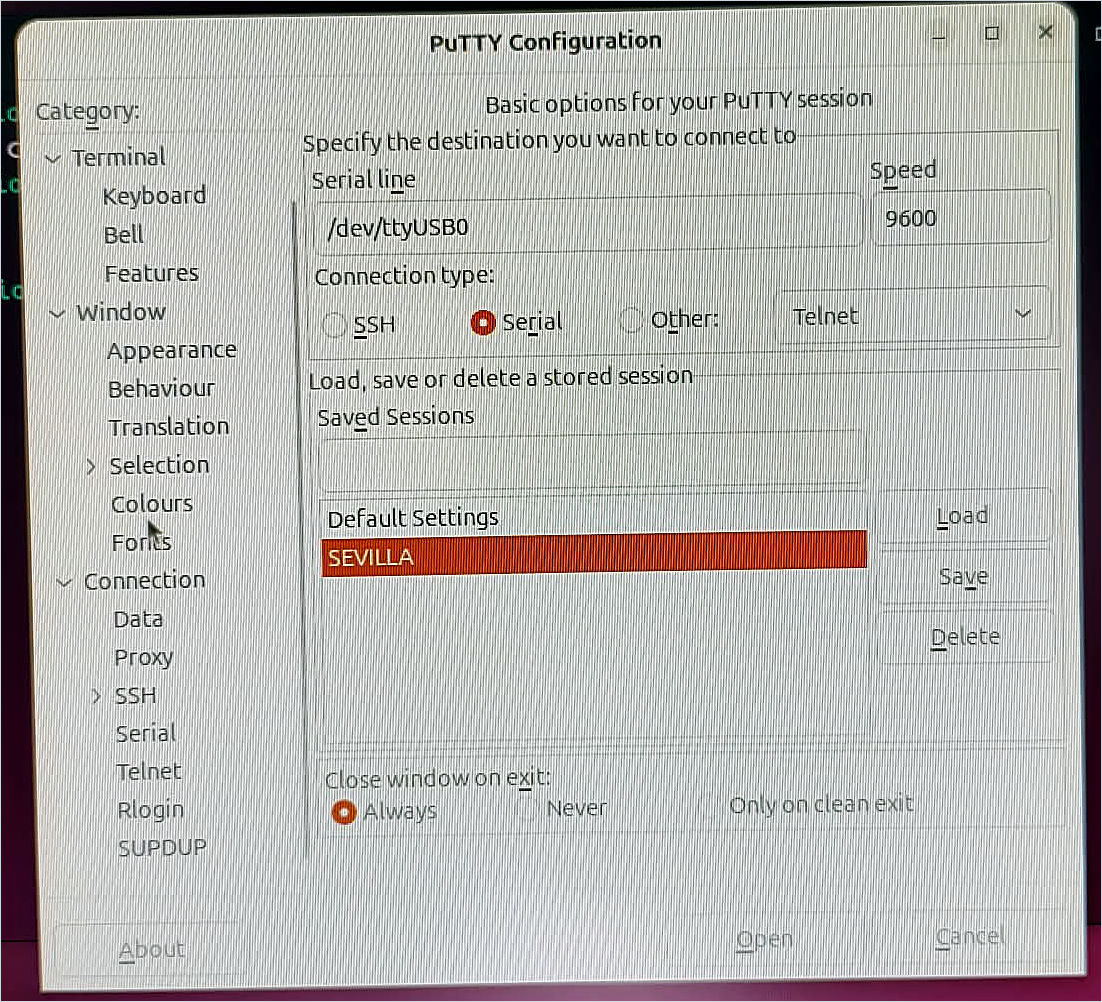 PuTTY Configuration
Category:
Terminal
Keyboard
Bell
Features
Window
Appearance
Behaviour
Translation
Selection
Colours
Fonts
Connection
Data
Proxy
SSH
Serial
Telnet
Rlogin
SUPDUP
Basic options for your PuTTY session
Specify the destination you want to connect to
Serial line Speed
/dev/ttyUSB0 9600
Connection type:
SSH Serial Other: Telnet
Load, save or delete a stored session
Saved Sessions
Default Settings
SEVILLA
Load
Save
Delete
Close window on exit:
Always Never Only on clean exit
About Open Cancel